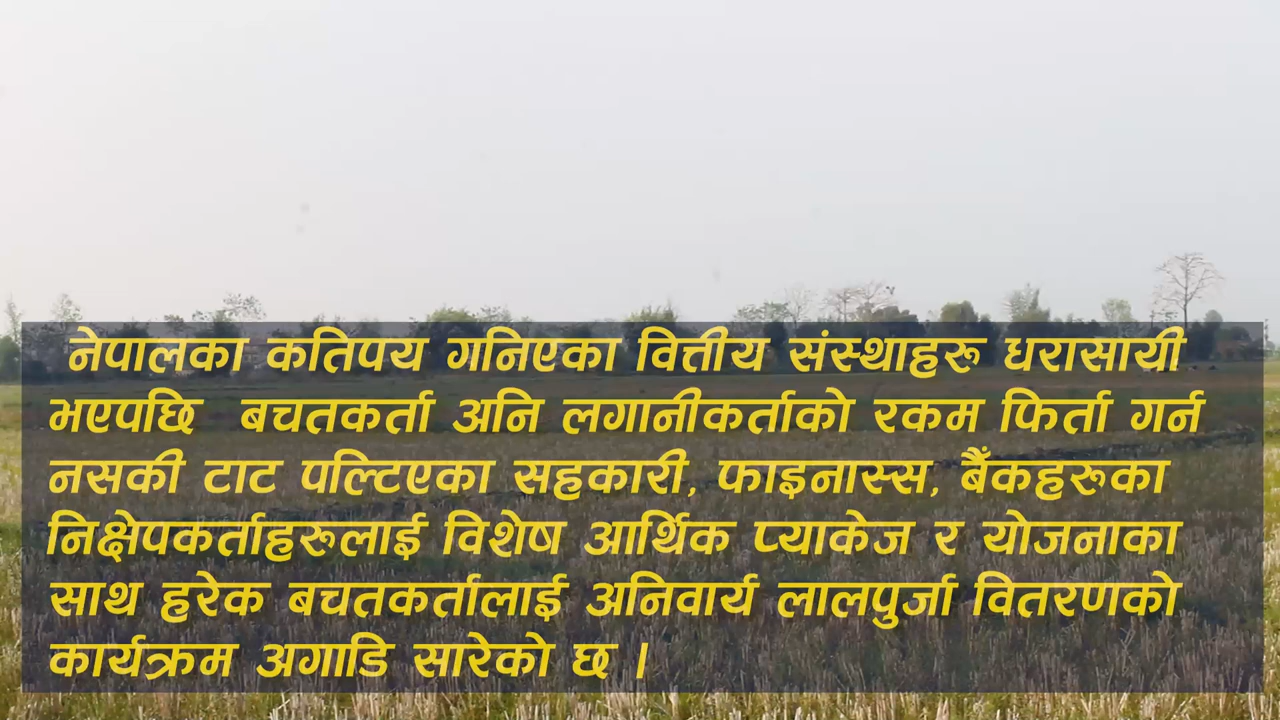 नेपालका कतिपय गनिएका वित्तीय संस्थाहरू धरासायी
भएपछि बचतकर्ता अनि लगानीकर्ताको रकम फिर्ता गर्न
नसकी टाट पल्टिएका सहकारी, फाइनास्स, बैँकहरूका
निक्षेपकर्ताहरूलाई विशेष आर्थिक प्याकेज र योजनाका
साथ हरेक बचतकर्तालाई अनिवार्य लालपुर्जा वितरणको
कार्यक्रम अगाडि सारेको छ ।